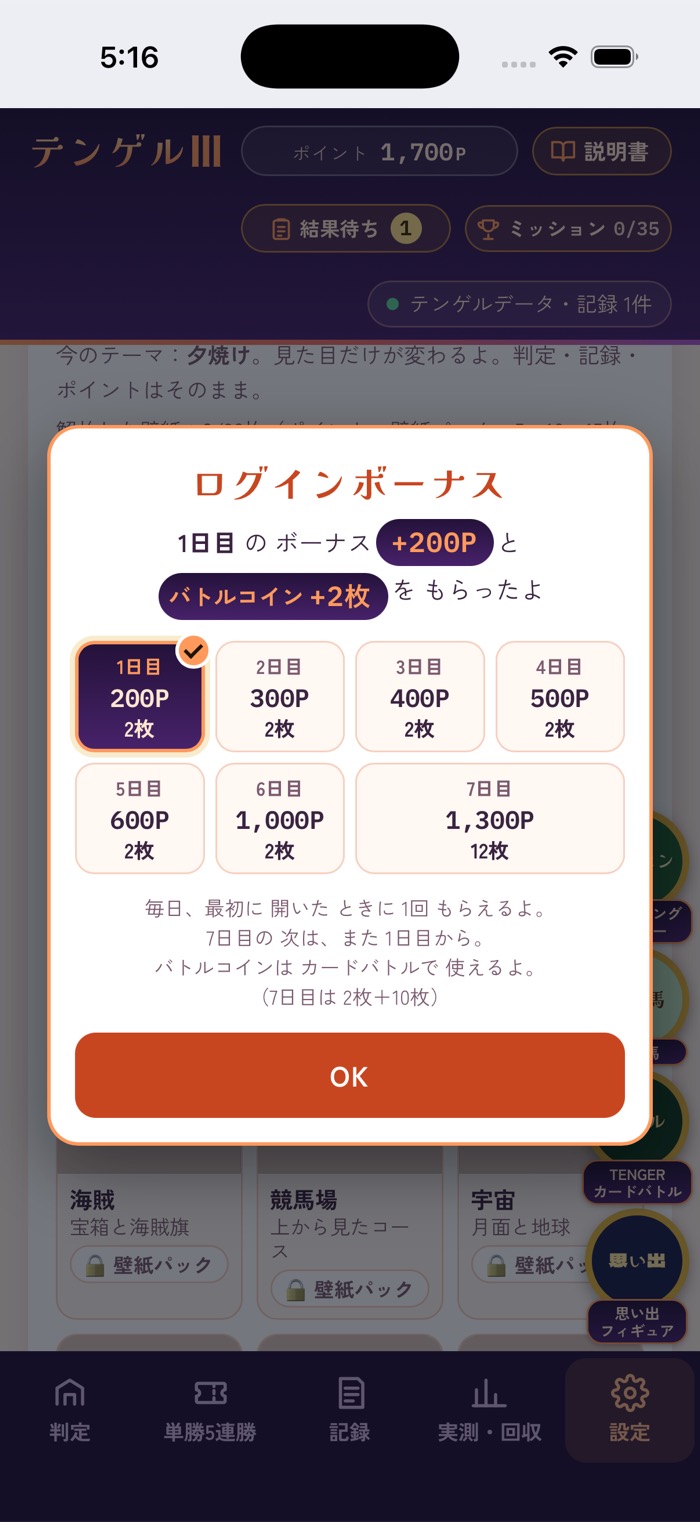 5:16
テンゲルIII
ポイント 1,700P
説明書
結果待ち 1
ミッション 0/35
テンゲルデータ・記録 1件
今のテーマ：夕焼け。見た目だけが変わるよ。判定・記録・
ポイントはそのまま。
ログインボーナス
1日目 の ボーナス +200P と
バトルコイン +2枚 を もらったよ
1日目
200P
2枚
2日目
300P
2枚
3日目
400P
2枚
4日目
500P
2枚
5日目
600P
2枚
6日目
1,000P
2枚
7日目
1,300P
12枚
毎日、最初に 開いた ときに 1回 もらえるよ。
7日目の 次は、また 1日目から。
バトルコインは カードバトルで 使えるよ。
（7日目は 2枚＋10枚）
OK
海賊
宝箱と海賊旗
壁紙パック
競馬場
上から見たコー
ス
壁紙パック
宇宙
月面と地球
壁紙パッ
TENGER
カードバトル
思い出
思い出
フィギュア
判定
単勝5連勝
記録
実測・回収
設定